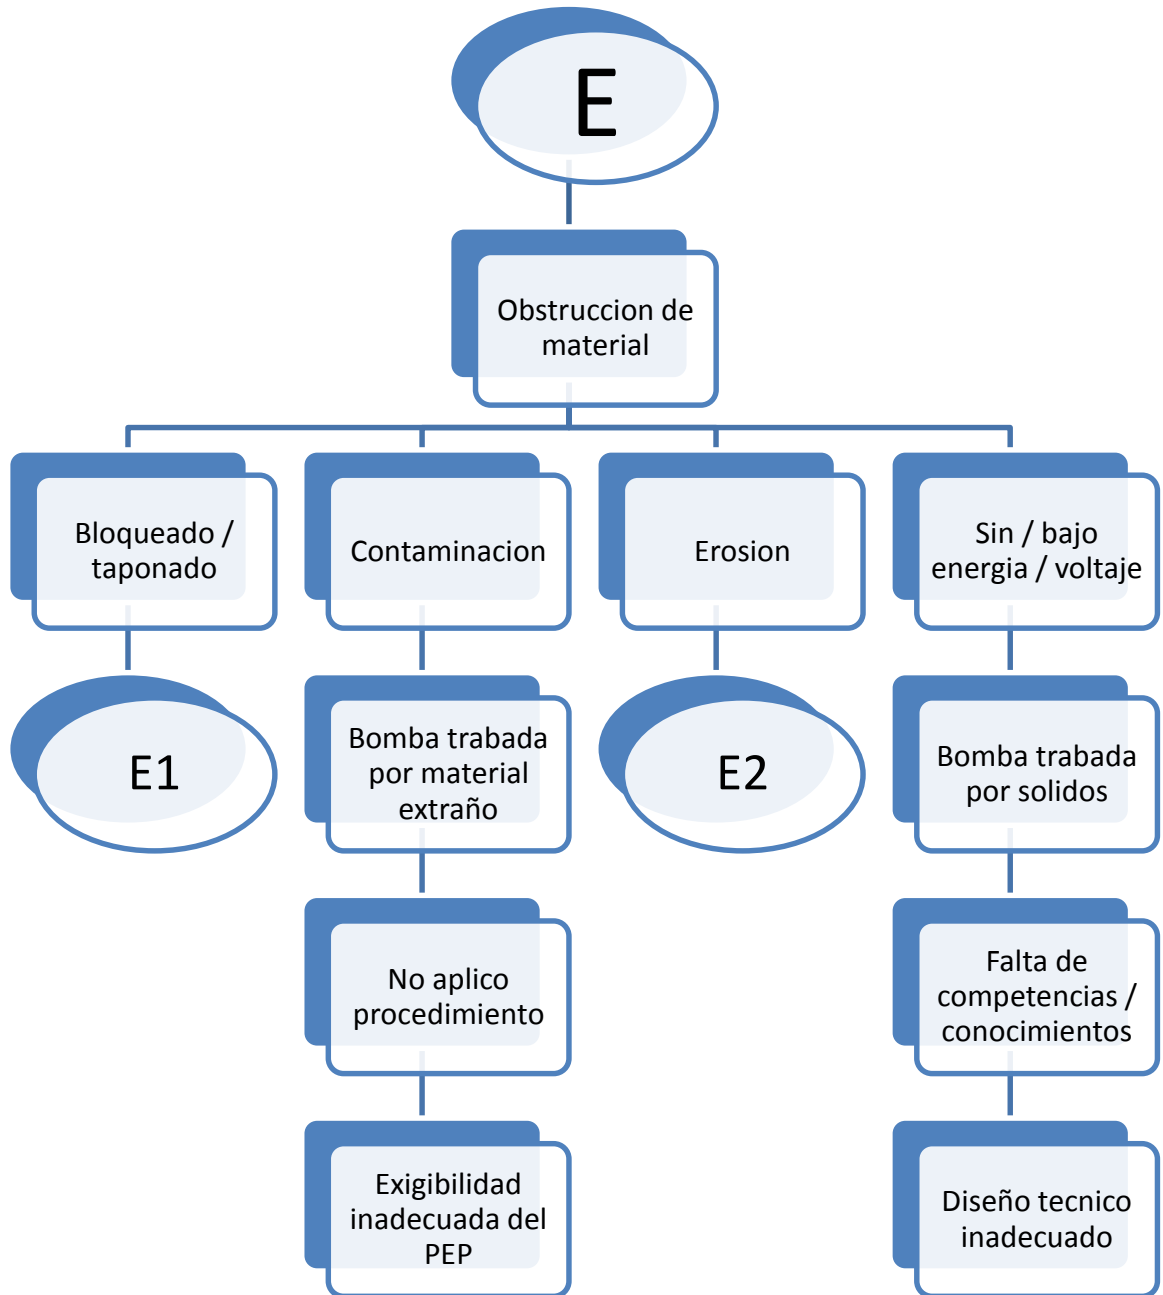 E
Obstruccion de
material
Bloqueado /
taponado
Contaminacion
Erosion
Sin / bajo
energia / voltaje
E1
Bomba trabada
por material
extraño
E2
Bomba trabada
por solidos
No aplico
procedimiento
Falta de
competencias /
conocimientos
Exigibilidad
inadecuada del
PEP
Diseño tecnico
inadecuado